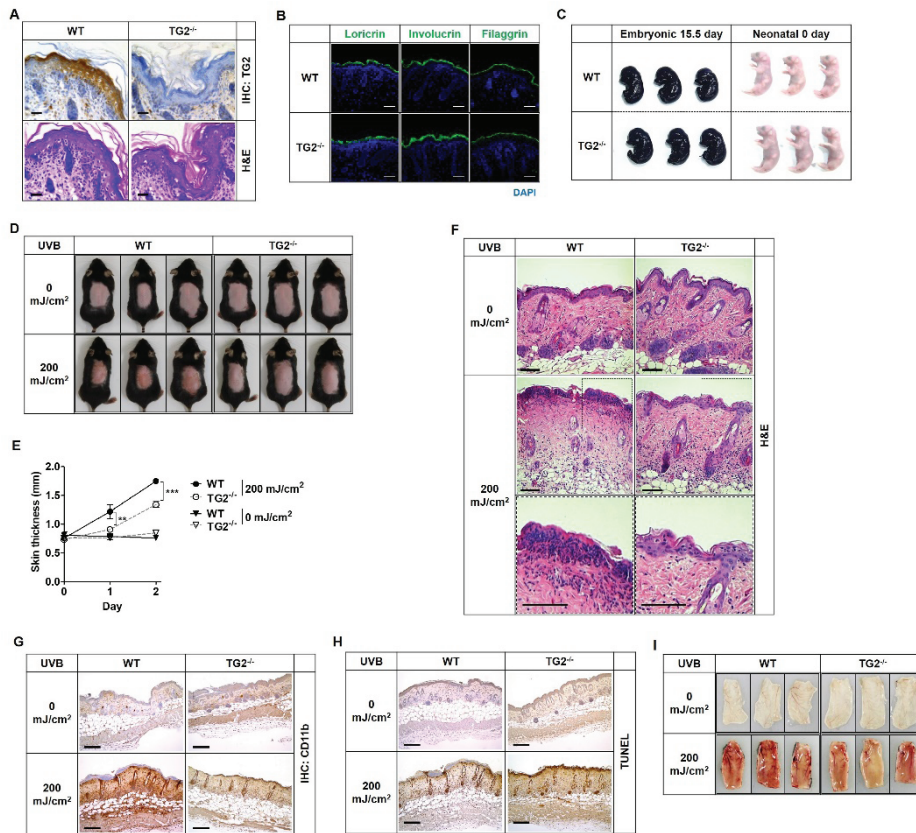 A
WT TG2-/-
IHC: TG2
H&E
B
Loricrin Involucrin Filaggrin
WT
TG2-/-
DAPI
C
Embryonic 15.5 day Neonatal 0 day
WT
TG2-/-
D
UVB WT TG2-/-
0
mJ/cm2
200
mJ/cm2
E
Skin thickness (mm)
2.0
1.5
1.0
0.5
0.0
0 1 2
Day
**
***
WT
TG2-/-
200 mJ/cm2
WT
TG2-/-
0 mJ/cm2
F
UVB WT TG2-/-
0
mJ/cm2
200
mJ/cm2
H&E
G
UVB WT TG2-/-
0
mJ/cm2
200
mJ/cm2
IHC: CD11b
H
UVB WT TG2-/-
0
mJ/cm2
200
mJ/cm2
TUNEL
I
UVB WT TG2-/-
0
mJ/cm2
200
mJ/cm2